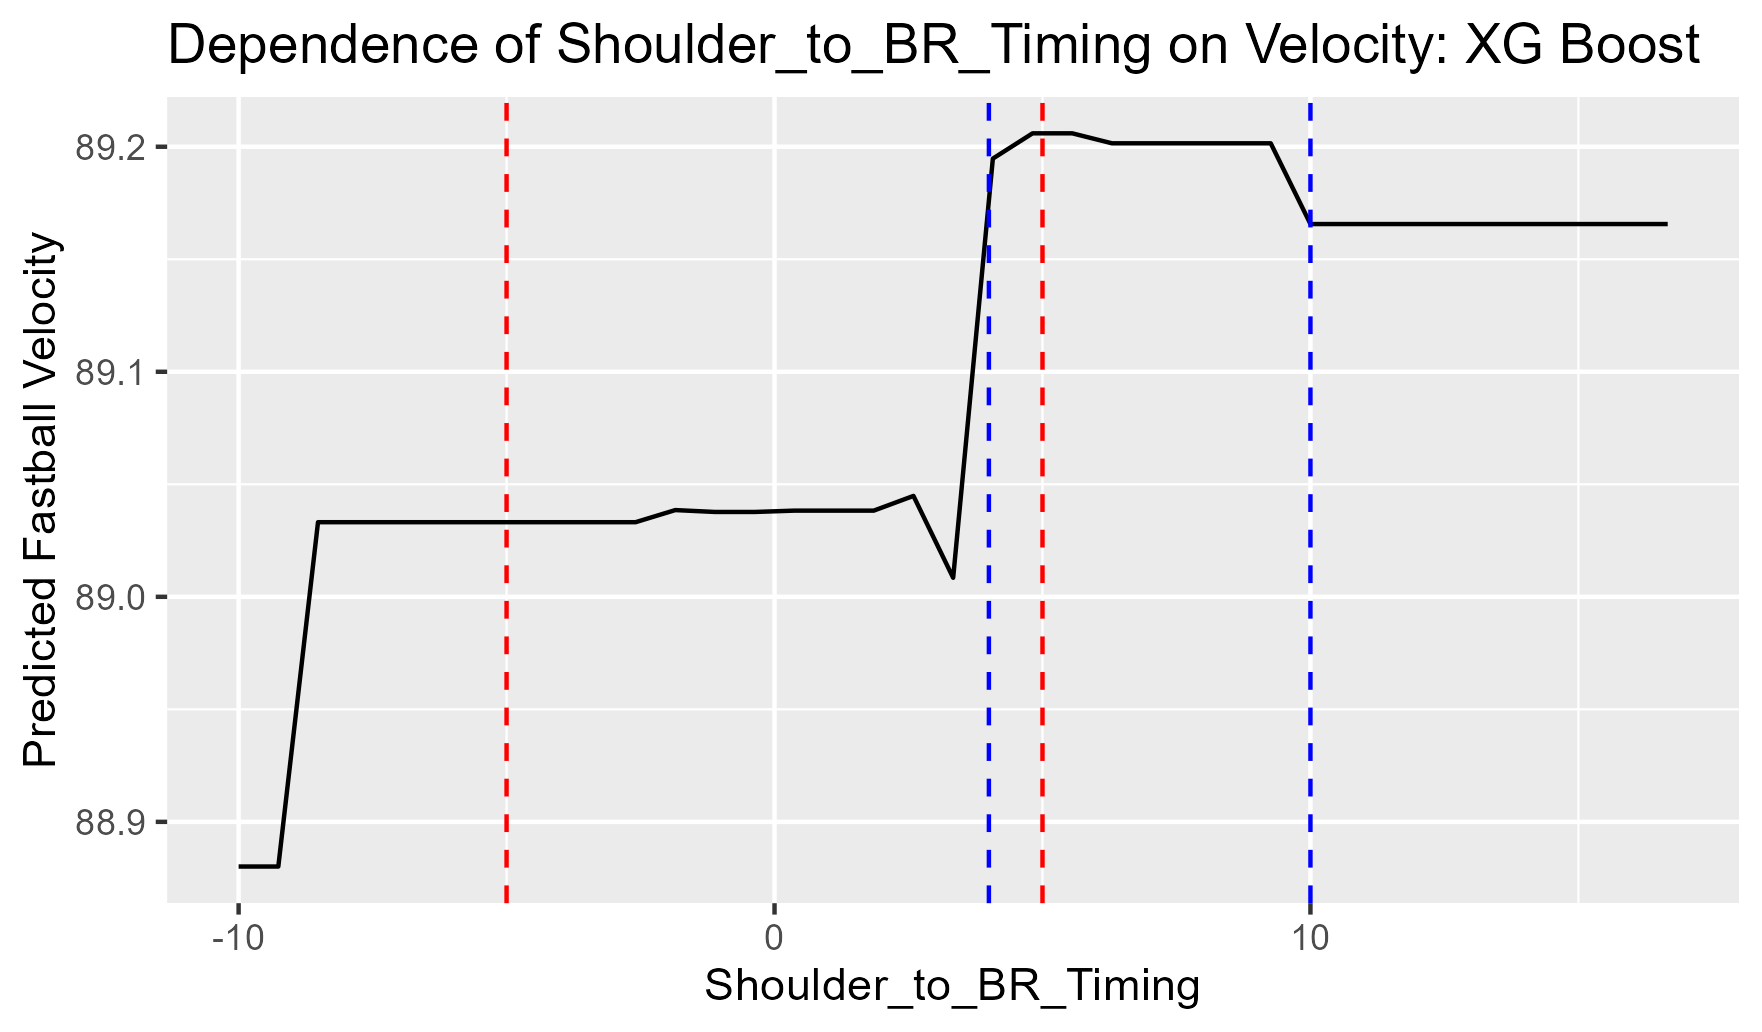 Dependence of Shoulder_to_BR_Timing on Velocity: XG Boost
Predicted Fastball Velocity
89.2
89.1
89.0
88.9
-10 0 10
Shoulder_to_BR_Timing